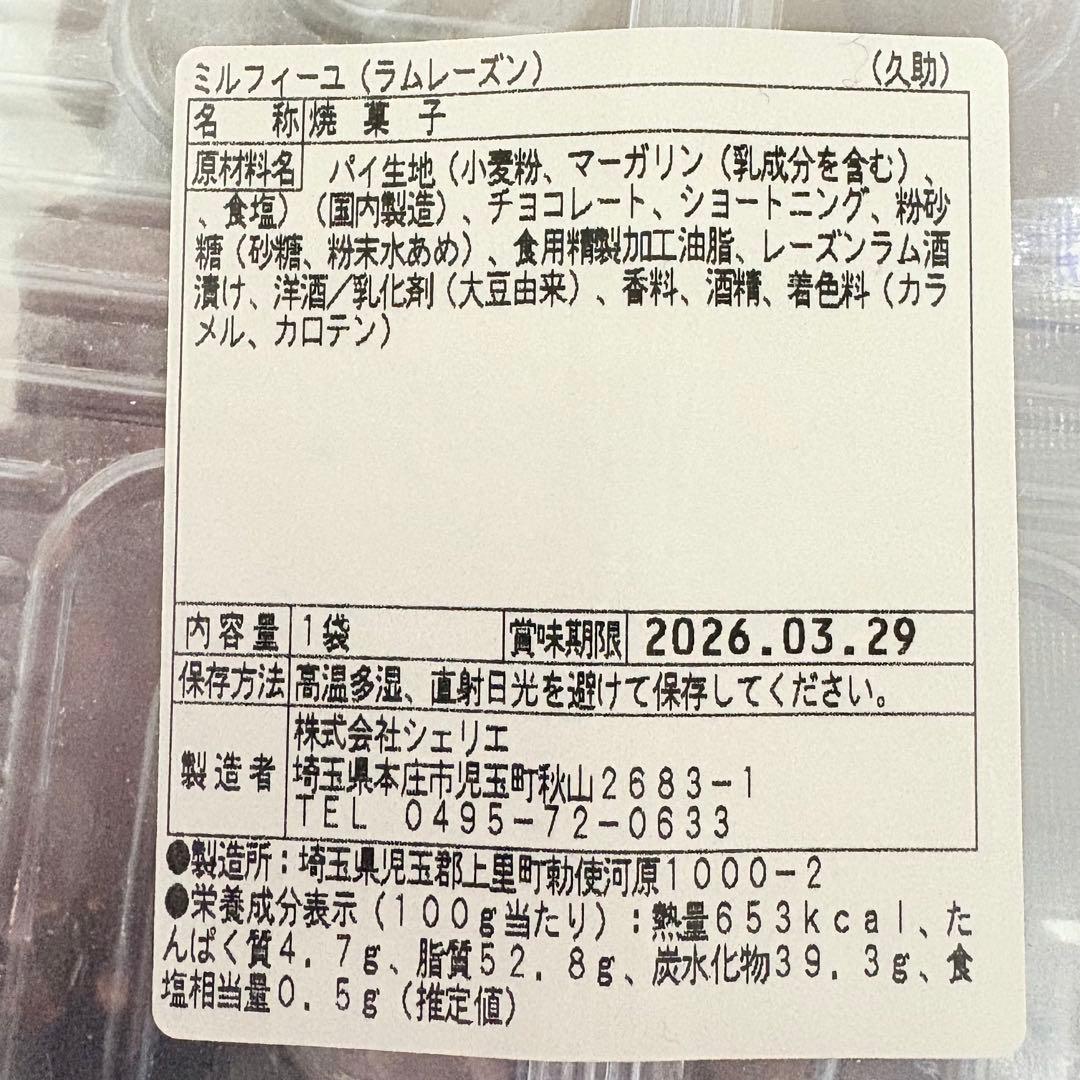 ミルフィーユ（ラムレーズン）　（久助）
名　称　焼　菓　子
原材料名　パイ生地（小麦粉、マーガリン（乳成分を含む）、
、食塩）（国内製造）、チョコレート、ショートニング、粉砂
糖（砂糖、粉末水あめ）、食用精製加工油脂、レーズンラム酒
漬け、洋酒／乳化剤（大豆由来）、香料、酒精、着色料（カラ
メル、カロテン）
内容量　1袋　賞味期限　2026.03.29
保存方法　高温多湿、直射日光を避けて保存してください。
製造者　株式会社シェリエ
埼玉県本庄市児玉町秋山2683−1
TEL　0495−72−0633
●製造所：埼玉県児玉郡上里町勅使河原1000−2
●栄養成分表示（100g当たり）：熱量653kcal、た
んぱく質4．7g、脂質52．8g、炭水化物39．3g、食
塩相当量0．5g（推定値）